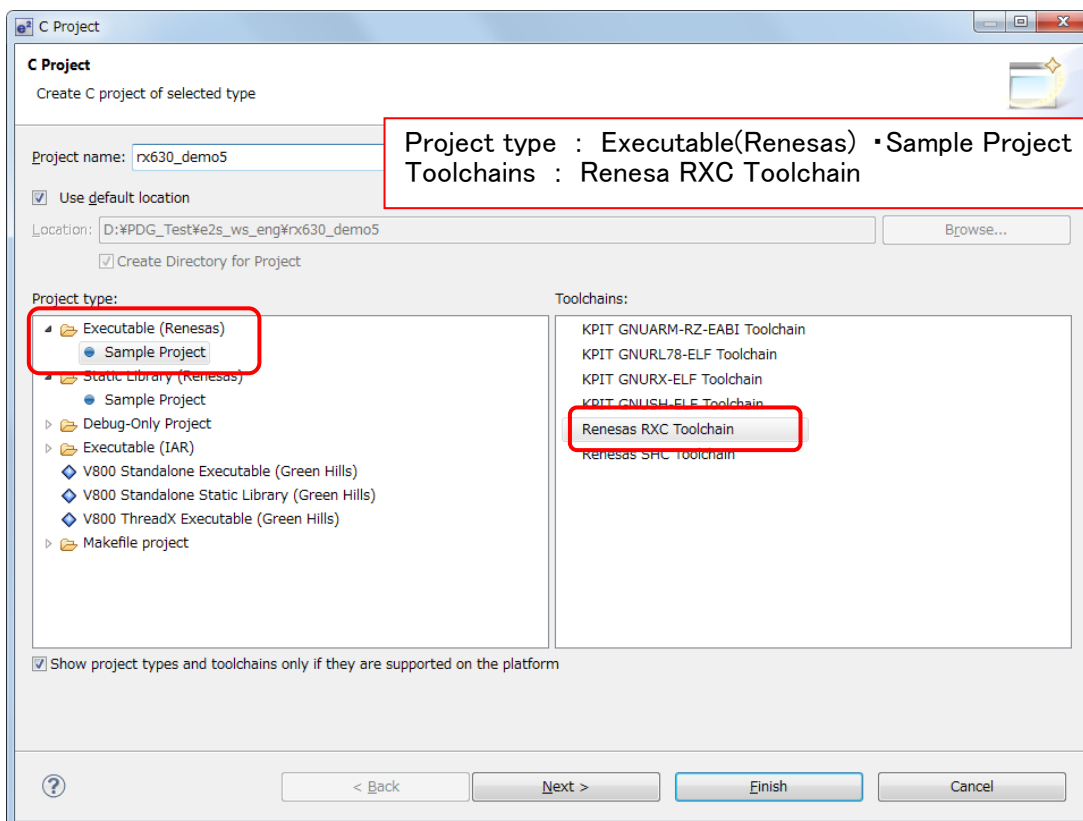 e² C Project
C Project
Create C project of selected type
Project type : Executable(Renesas) ・Sample Project
Toolchains : Renesa RXC Toolchain
Project name: rx630_demo5
Use default location
Location: D:¥PDG_Test¥e2s_ws_eng¥rx630_demo5 Browse...
Create Directory for Project
Project type:
Executable (Renesas)
Sample Project
Static Library (Renesas)
Sample Project
Debug-Only Project
Executable (IAR)
V800 Standalone Executable (Green Hills)
V800 Standalone Static Library (Green Hills)
V800 ThreadX Executable (Green Hills)
Makefile project
Toolchains:
KPIT GNUARM-RZ-EABI Toolchain
KPIT GNURL78-ELF Toolchain
KPIT GNURX-ELF Toolchain
KPIT GNUSH-ELF Toolchain
Renesas RXC Toolchain
Renesas SHC Toolchain
Show project types and toolchains only if they are supported on the platform
? < Back Next > Finish Cancel